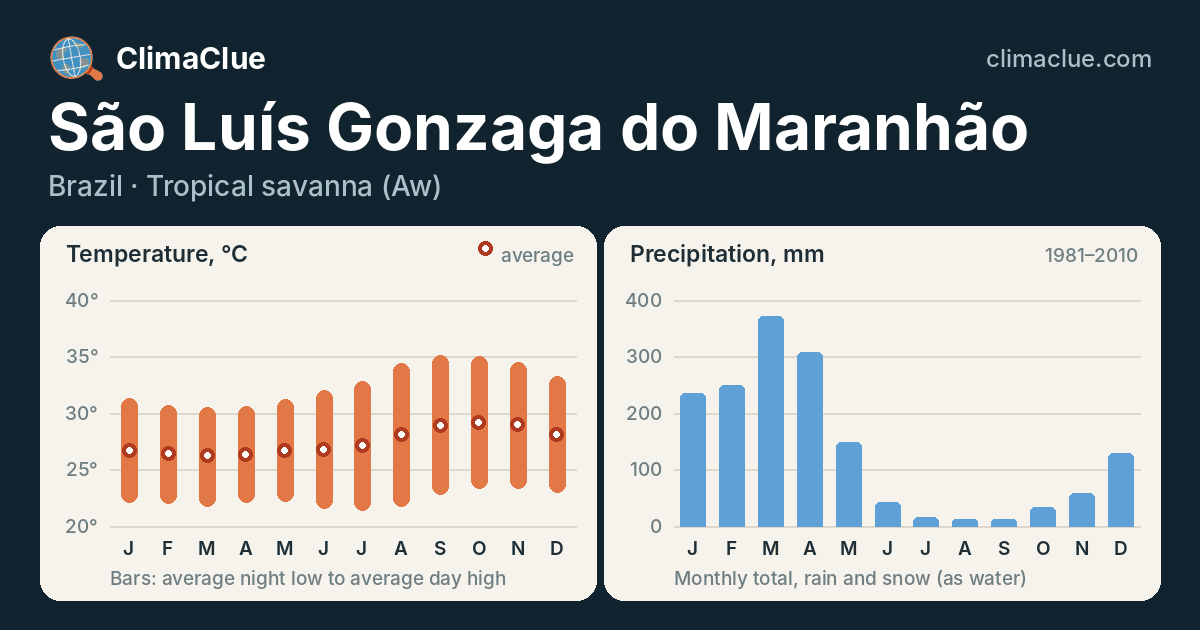 ClimaClue
climaclue.com
São Luís Gonzaga do Maranhão
Brazil · Tropical savanna (Aw)
Temperature, °C
average
40°
35°
30°
25°
20°
J F M A M J J A S O N D
Bars: average night low to average day high
Precipitation, mm
1981–2010
400
300
200
100
0
J F M A M J J A S O N D
Monthly total, rain and snow (as water)